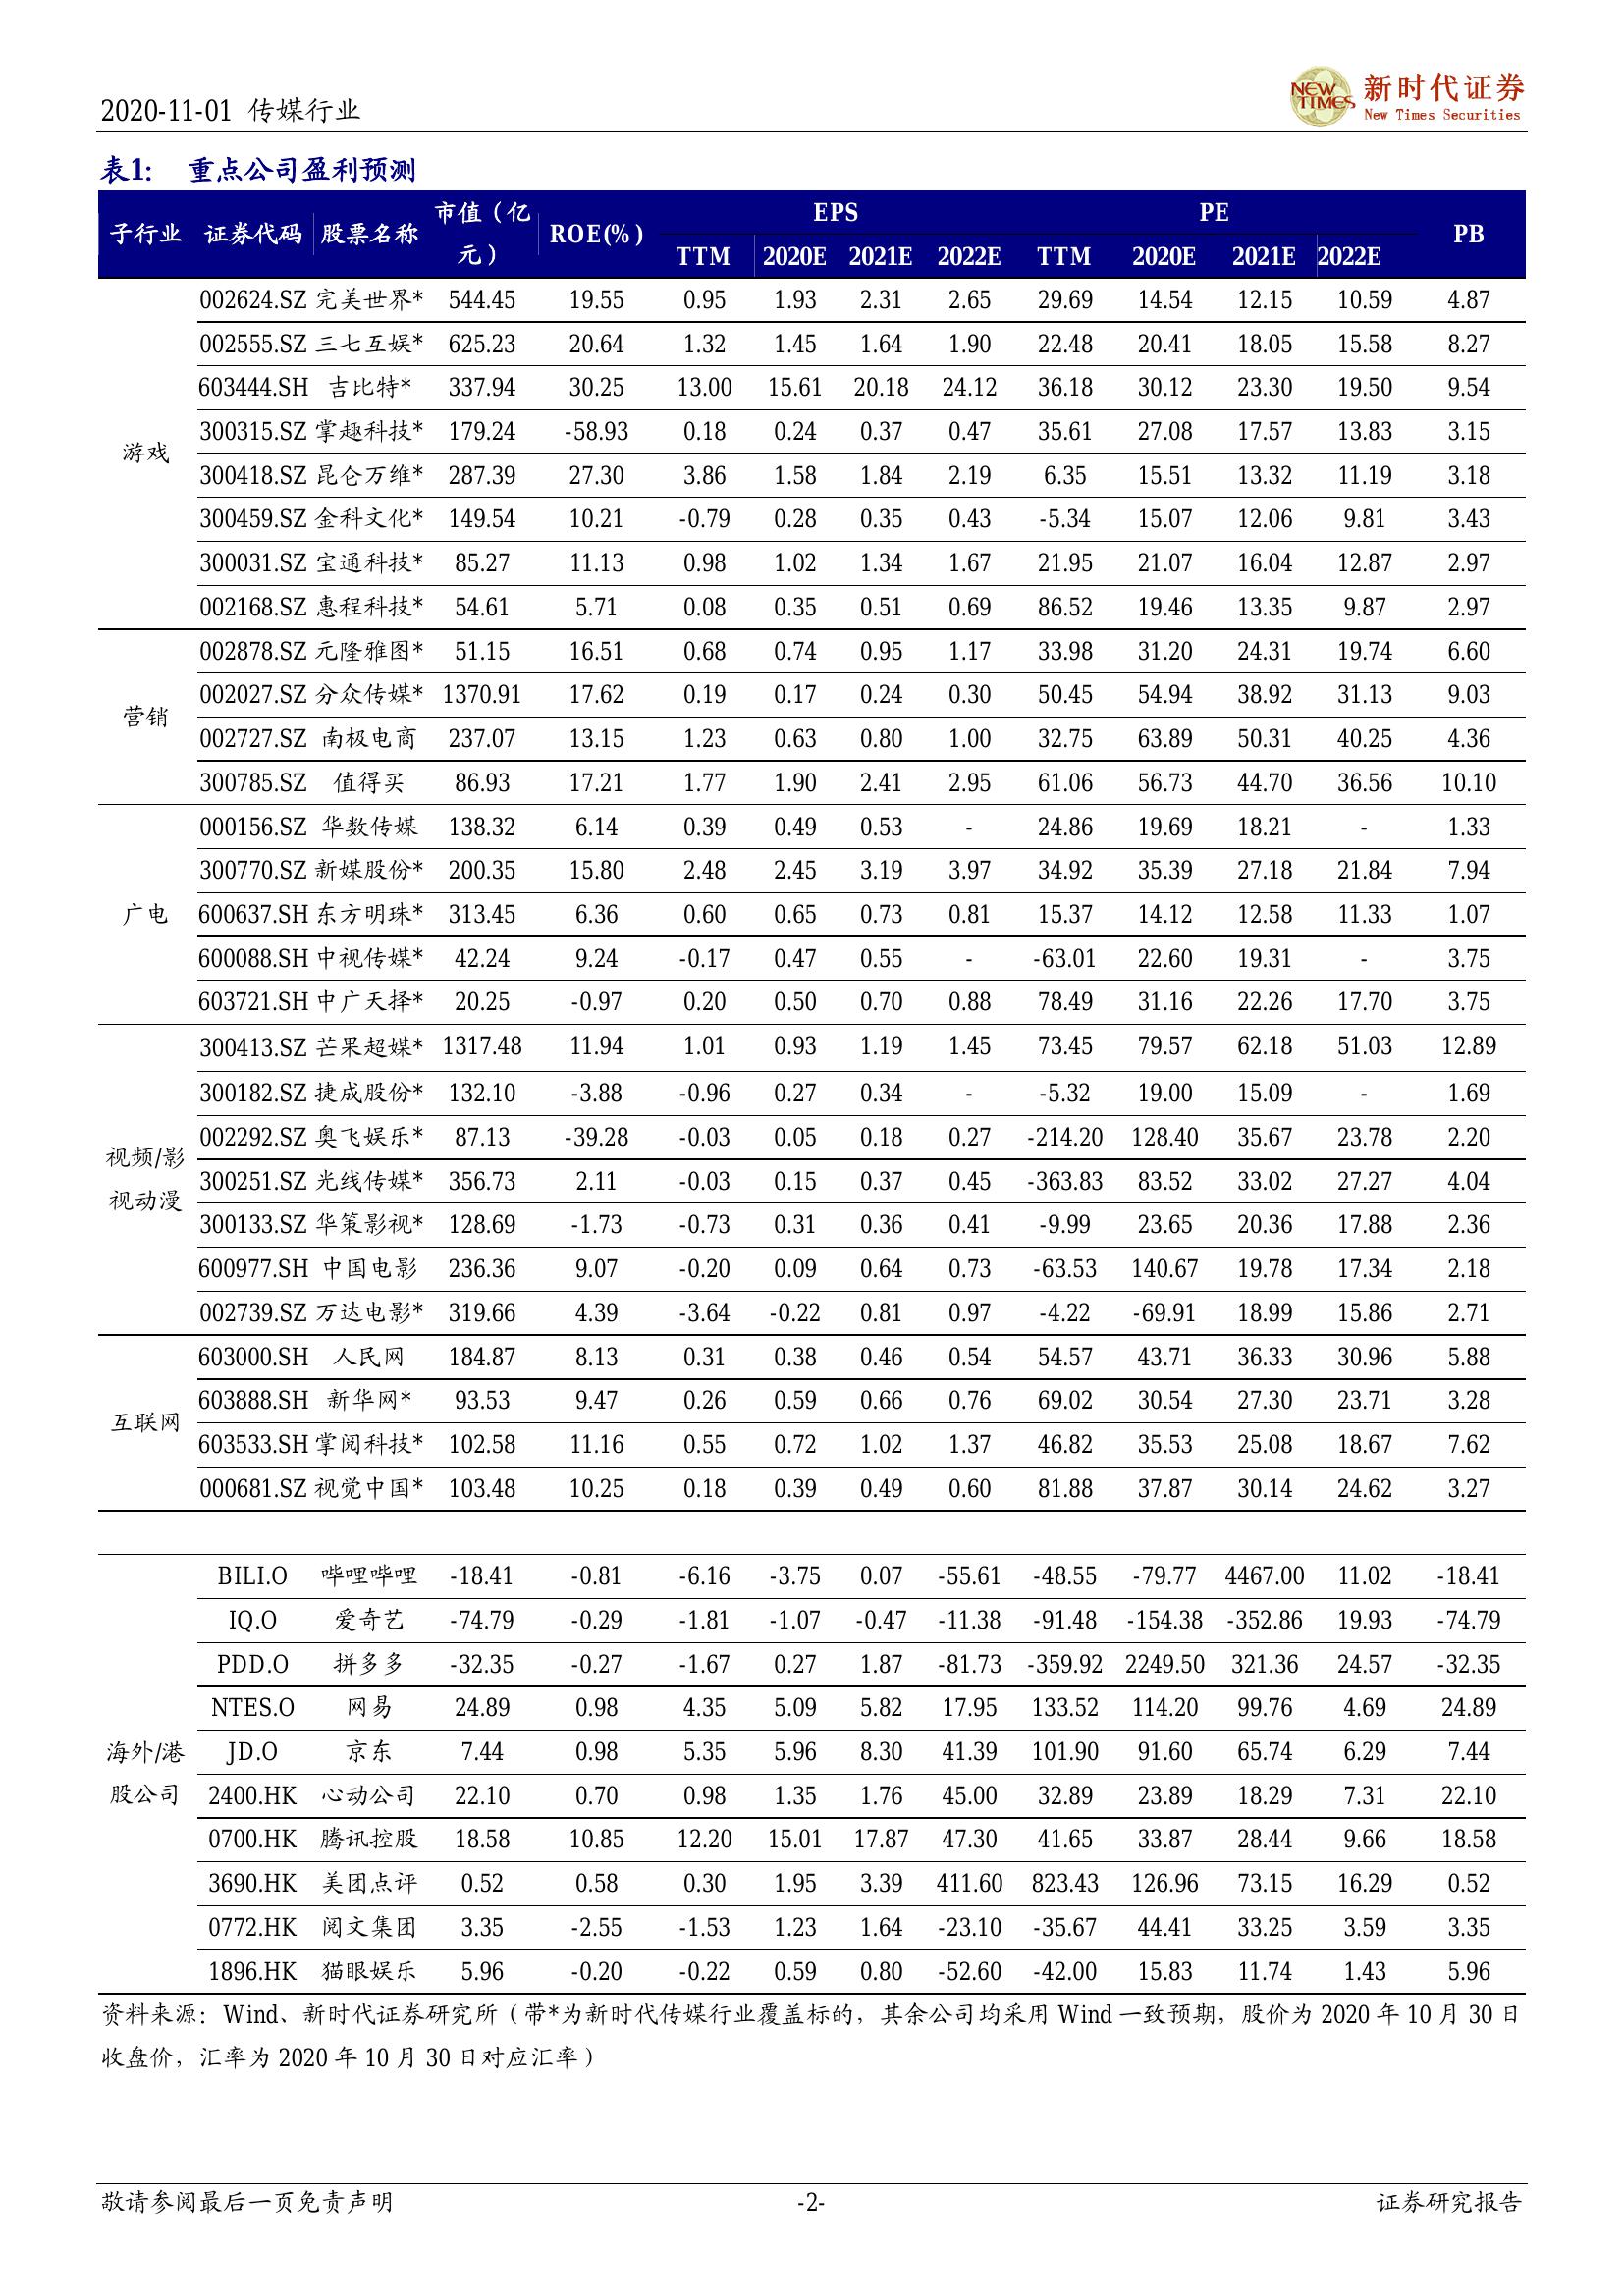 2020-11-01 传媒行业
NEW TIMES 新时代证券
New Times Securities
表1: 重点公司盈利预测
子行业 证券代码 股票名称 市值（亿元） ROE(%) EPS PE PB
TTM 2020E 2021E 2022E TTM 2020E 2021E 2022E
游戏
002624.SZ 完美世界* 544.45 19.55 0.95 1.93 2.31 2.65 29.69 14.54 12.15 10.59 4.87
002555.SZ 三七互娱* 625.23 20.64 1.32 1.45 1.64 1.90 22.48 20.41 18.05 15.58 8.27
603444.SH 吉比特* 337.94 30.25 13.00 15.61 20.18 24.12 36.18 30.12 23.30 19.50 9.54
300315.SZ 掌趣科技* 179.24 -58.93 0.18 0.24 0.37 0.47 35.61 27.08 17.57 13.83 3.15
300418.SZ 昆仑万维* 287.39 27.30 3.86 1.58 1.84 2.19 6.35 15.51 13.32 11.19 3.18
300459.SZ 金科文化* 149.54 10.21 -0.79 0.28 0.35 0.43 -5.34 15.07 12.06 9.81 3.43
300031.SZ 宝通科技* 85.27 11.13 0.98 1.02 1.34 1.67 21.95 21.07 16.04 12.87 2.97
002168.SZ 惠程科技* 54.61 5.71 0.08 0.35 0.51 0.69 86.52 19.46 13.35 9.87 2.97
营销
002878.SZ 元隆雅图* 51.15 16.51 0.68 0.74 0.95 1.17 33.98 31.20 24.31 19.74 6.60
002027.SZ 分众传媒* 1370.91 17.62 0.19 0.17 0.24 0.30 50.45 54.94 38.92 31.13 9.03
002727.SZ 南极电商 237.07 13.15 1.23 0.63 0.80 1.00 32.75 63.89 50.31 40.25 4.36
300785.SZ 值得买 86.93 17.21 1.77 1.90 2.41 2.95 61.06 56.73 44.70 36.56 10.10
广电
000156.SZ 华数传媒 138.32 6.14 0.39 0.49 0.53 - 24.86 19.69 18.21 - 1.33
300770.SZ 新媒股份* 200.35 15.80 2.48 2.45 3.19 3.97 34.92 35.39 27.18 21.84 7.94
600637.SH 东方明珠* 313.45 6.36 0.60 0.65 0.73 0.81 15.37 14.12 12.58 11.33 1.07
600088.SH 中视传媒* 42.24 9.24 -0.17 0.47 0.55 - -63.01 22.60 19.31 - 3.75
603721.SH 中广天择* 20.25 -0.97 0.20 0.50 0.70 0.88 78.49 31.16 22.26 17.70 3.75
视频/影视动漫
300413.SZ 芒果超媒* 1317.48 11.94 1.01 0.93 1.19 1.45 73.45 79.57 62.18 51.03 12.89
300182.SZ 捷成股份* 132.10 -3.88 -0.96 0.27 0.34 - -5.32 19.00 15.09 - 1.69
002292.SZ 奥飞娱乐* 87.13 -39.28 -0.03 0.05 0.18 0.27 -214.20 128.40 35.67 23.78 2.20
300251.SZ 光线传媒* 356.73 2.11 -0.03 0.15 0.37 0.45 -363.83 83.52 33.02 27.27 4.04
300133.SZ 华策影视* 128.69 -1.73 -0.73 0.31 0.36 0.41 -9.99 23.65 20.36 17.88 2.36
600977.SH 中国电影 236.36 9.07 -0.20 0.09 0.64 0.73 -63.53 140.67 19.78 17.34 2.18
002739.SZ 万达电影* 319.66 4.39 -3.64 -0.22 0.81 0.97 -4.22 -69.91 18.99 15.86 2.71
互联网
603000.SH 人民网 184.87 8.13 0.31 0.38 0.46 0.54 54.57 43.71 36.33 30.96 5.88
603888.SH 新华网* 93.53 9.47 0.26 0.59 0.66 0.76 69.02 30.54 27.30 23.71 3.28
603533.SH 掌阅科技* 102.58 11.16 0.55 0.72 1.02 1.37 46.82 35.53 25.08 18.67 7.62
000681.SZ 视觉中国* 103.48 10.25 0.18 0.39 0.49 0.60 81.88 37.87 30.14 24.62 3.27
海外/港股公司
BILI.O 哔哩哔哩 -18.41 -0.81 -6.16 -3.75 0.07 -55.61 -48.55 -79.77 4467.00 11.02 -18.41
IQ.O 爱奇艺 -74.79 -0.29 -1.81 -1.07 -0.47 -11.38 -91.48 -154.38 -352.86 19.93 -74.79
PDD.O 拼多多 -32.35 -0.27 -1.67 0.27 1.87 -81.73 -359.92 2249.50 321.36 24.57 -32.35
NTES.O 网易 24.89 0.98 4.35 5.09 5.82 17.95 133.52 114.20 99.76 4.69 24.89
JD.O 京东 7.44 0.98 5.35 5.96 8.30 41.39 101.90 91.60 65.74 6.29 7.44
2400.HK 心动公司 22.10 0.70 0.98 1.35 1.76 45.00 32.89 23.89 18.29 7.31 22.10
0700.HK 腾讯控股 18.58 10.85 12.20 15.01 17.87 47.30 41.65 33.87 28.44 9.66 18.58
3690.HK 美团点评 0.52 0.58 0.30 1.95 3.39 411.60 823.43 126.96 73.15 16.29 0.52
0772.HK 阅文集团 3.35 -2.55 -1.53 1.23 1.64 -23.10 -35.67 44.41 33.25 3.59 3.35
1896.HK 猫眼娱乐 5.96 -0.20 -0.22 0.59 0.80 -52.60 -42.00 15.83 11.74 1.43 5.96
资料来源：Wind、新时代证券研究所（带*为新时代传媒行业覆盖标的，其余公司均采用 Wind 一致预期，股价为 2020 年 10 月 30 日
收盘价，汇率为 2020 年 10 月 30 日对应汇率）
敬请参阅最后一页免责声明 -2- 证券研究报告